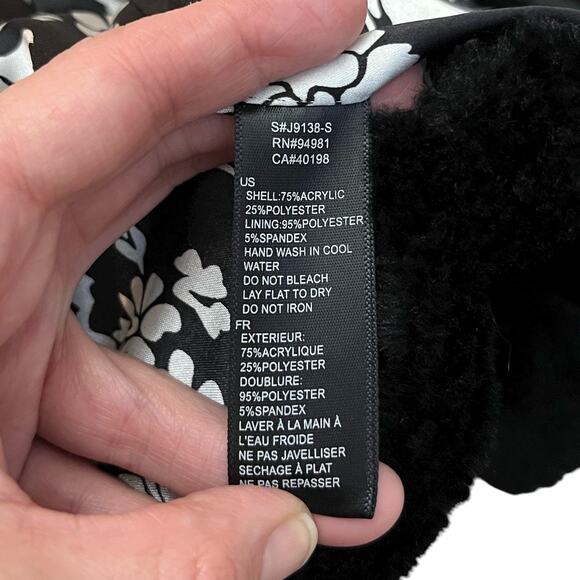 S#J9138-S
RN#94981
CA#40198
US
SHELL:75%ACRYLIC
25%POLYESTER
LINING:95%POLYESTER
5%SPANDEX
HAND WASH IN COOL
WATER
DO NOT BLEACH
LAY FLAT TO DRY
DO NOT IRON
FR
EXTERIEUR:
75%ACRYLIQUE
25%POLYESTER
DOUBLURE:
95%POLYESTER
5%SPANDEX
LAVER À LA MAIN À
L'EAU FROIDE
NE PAS JAVELLISER
SECHAGE À PLAT
NE PAS REPASSER